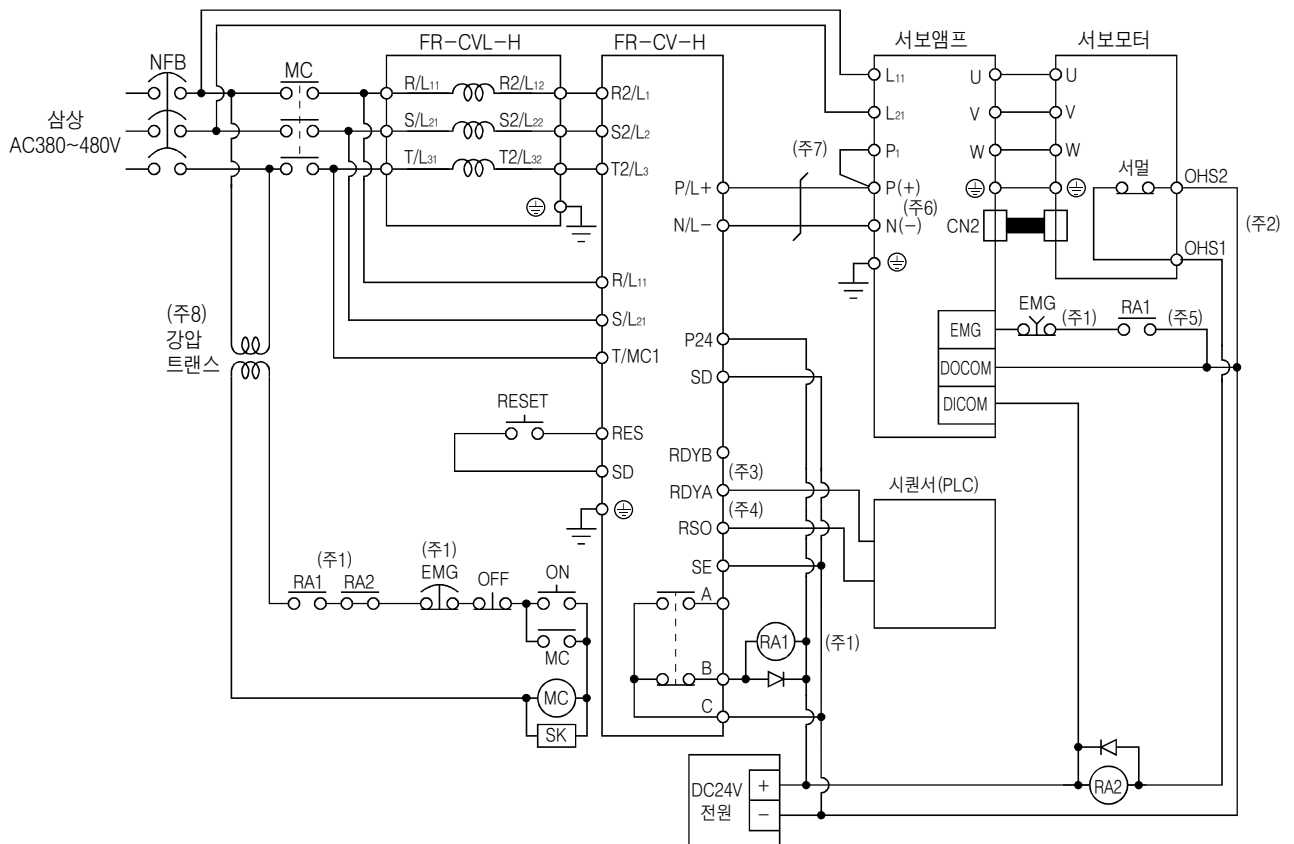 FR-CVL-H
FR-CV-H
서보앰프
서보모터
NFB
MC
삼상
AC380~480V
R/L11
R2/L12
S/L21
S2/L22
T/L31
T2/L32
R2/L1
S2/L2
T2/L3
P/L+
N/L-
R/L11
S/L21
T/MC1
L11
L21
P1
(주7)
P(+)
(주6)
N(-)
U
V
W
CN2
U
V
W
서멀
OHS2
OHS1
(주2)
(주8)
강압
트랜스
RESET
RES
SD
P24
SD
RDYB
(주3)
RDYA
(주4)
RSO
SE
A
B
C
EMG
(주1)
RA1
(주5)
EMG
DOCOM
DICOM
시퀀서(PLC)
(주1)
RA1
RA2
(주1)
EMG
OFF
ON
MC
MC
SK
RA1
(주1)
DC24V
전원
+
-
RA2